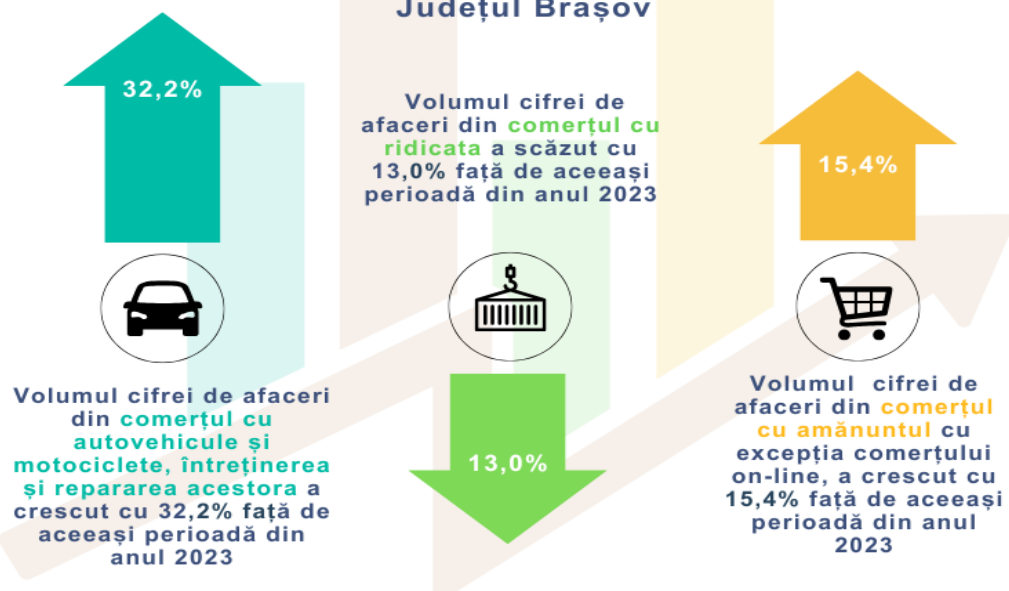 Județul Brașov
32,2%
Volumul cifrei de
afaceri din comerțul cu
ridicata a scăzut cu
13,0% față de aceeași
perioadă din anul 2023
15,4%
Volumul cifrei de afaceri
din comerțul cu
autovehicule și
motociclete, întreținerea
și repararea acestora a
crescut cu 32,2% față de
aceeași perioadă din
anul 2023
13,0%
Volumul cifrei de
afaceri din comerțul
cu amănuntul cu
excepția comerțului
on-line, a crescut cu
15,4% față de aceeași
perioadă din anul
2023